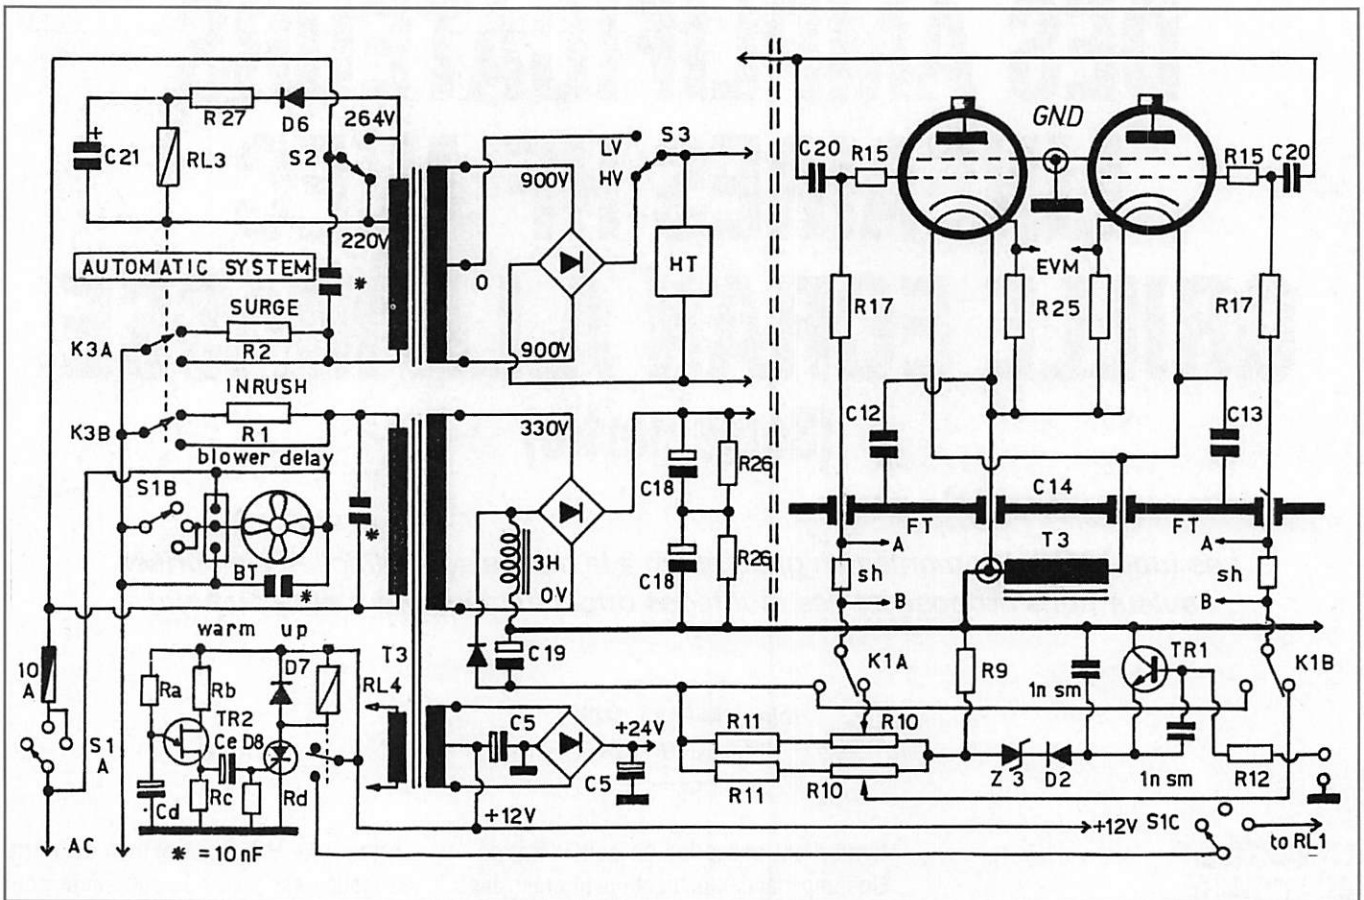 264V
R27
D6
+
C21
RL3
S2
LV
HV
S3
900V
220V
0
HT
AUTOMATIC SYSTEM
*
SURGE
R2
K3A
900V
INRUSH
R1
K3B
blower delay
330V
R26
C18
S1B
*
3H
0V
C18
R26
BT
*
GND
C20
R15
R15
C20
EVM
R17
R25
R17
C12
C13
C14
FT
T3
FT
A
A
sh
sh
B
B
warm up
10
A
Ra
Rb
D7
RL4
T3
C19
K1A
R9
1n sm
TR1
K1B
S1
A
TR2
Ce
D8
Cd
Rc
Rd
C5
+24V
C5
+12V
R11
R10
R11
R10
Z 3
D2
1n sm
R12
AC
* = 10 nF
+12V
S1C
to RL1